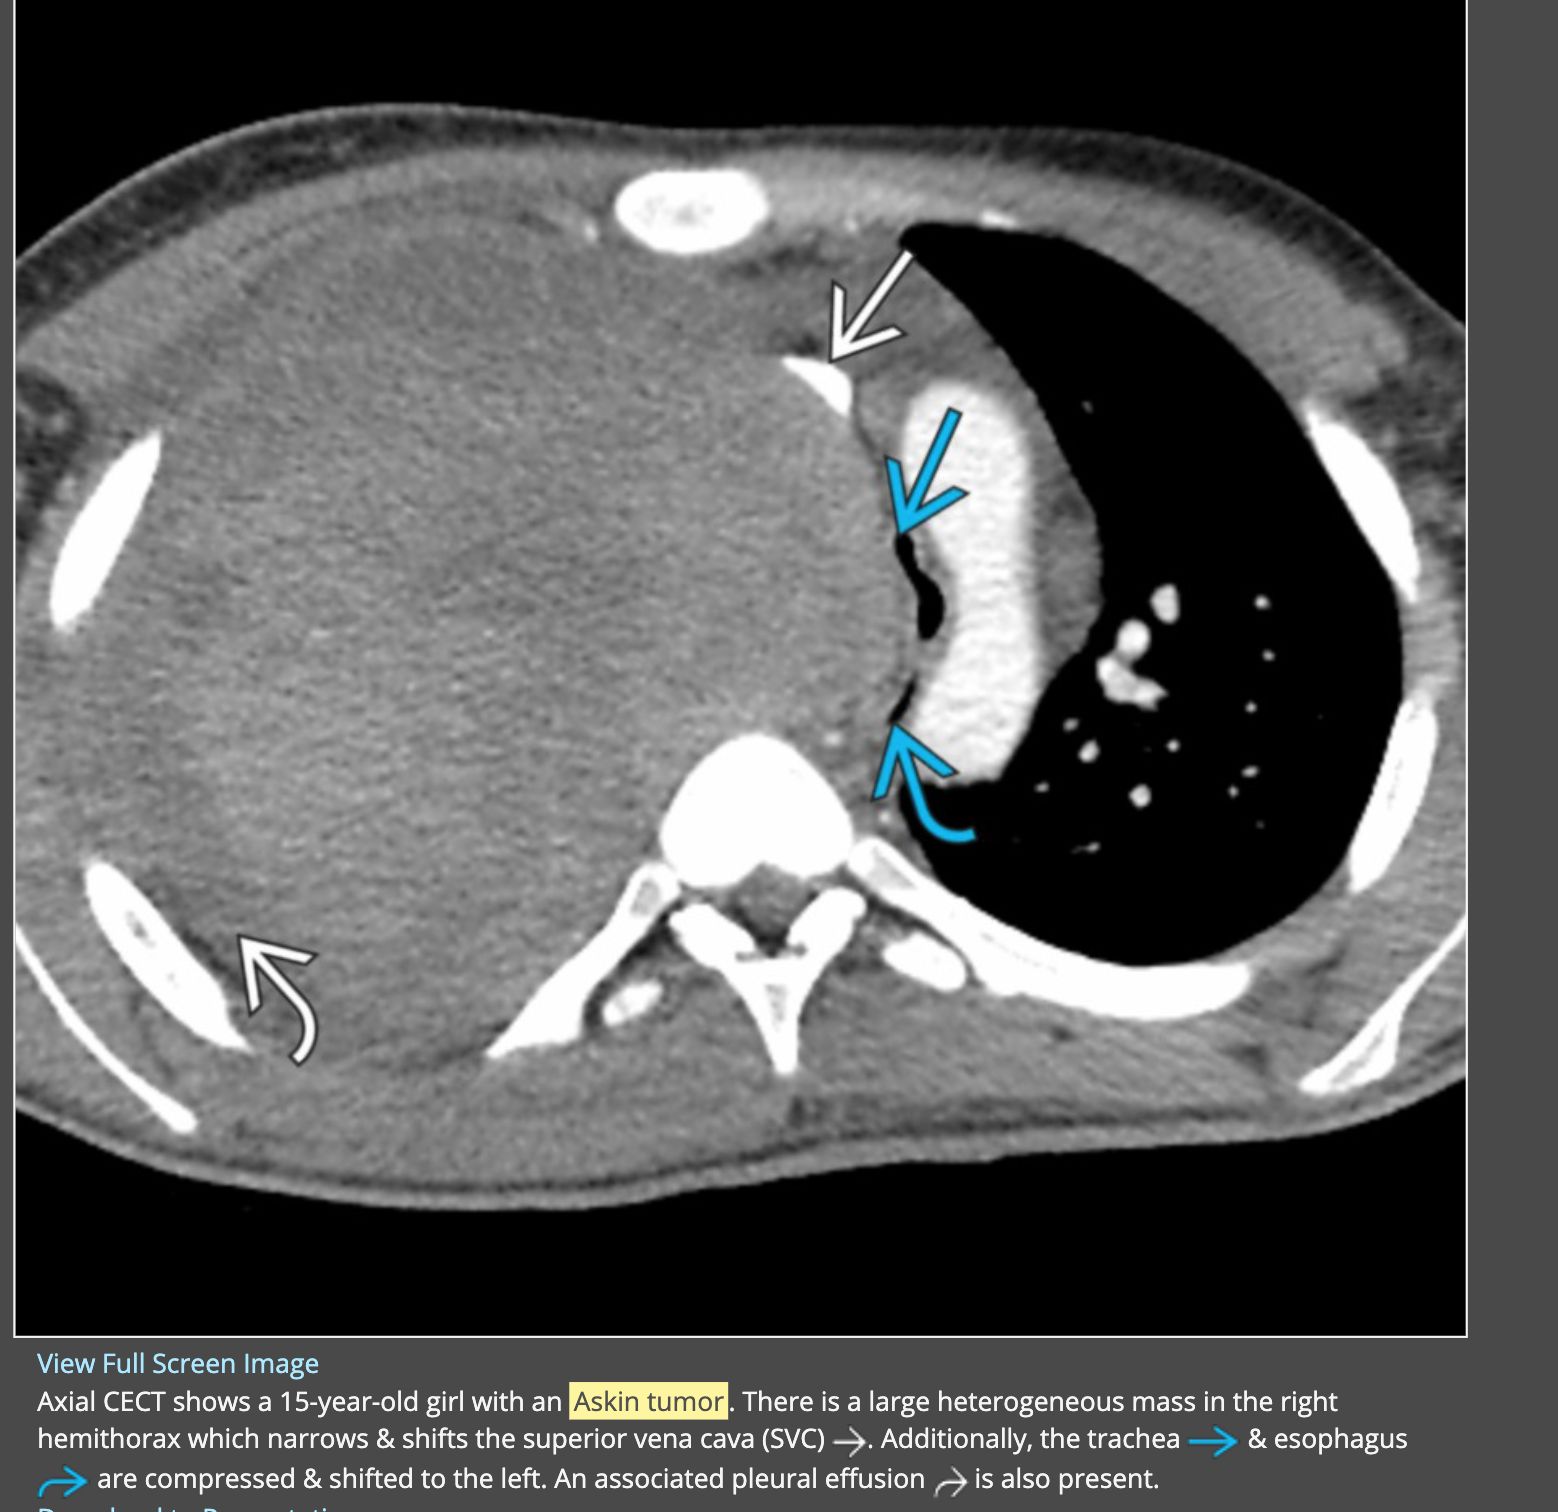 View Full Screen Image
Axial CECT shows a 15-year-old girl with an Askin tumor. There is a large heterogeneous mass in the right
hemithorax which narrows & shifts the superior vena cava (SVC) →. Additionally, the trachea → & esophagus
are compressed & shifted to the left. An associated pleural effusion is also present.